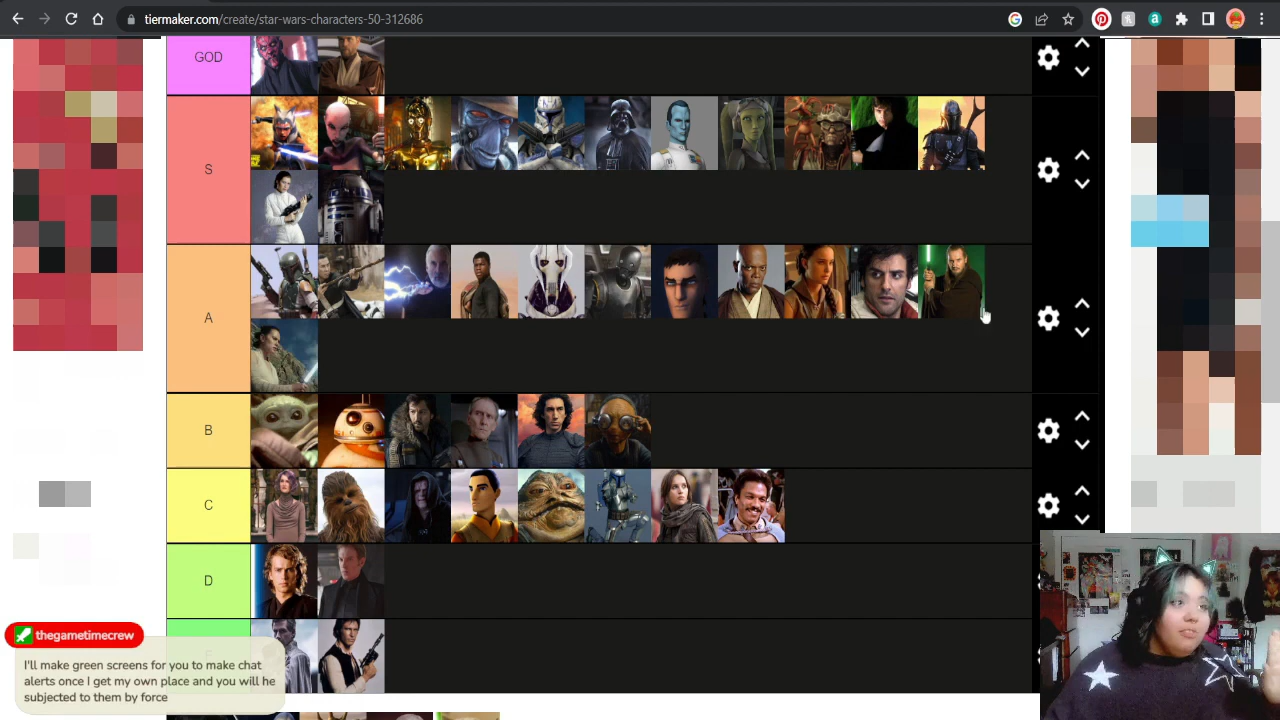 tiermaker.com/create/star-wars-characters-50-312686
GOD
S
A
B
C
D
F
thegametimecrew
I'll make green screens for you to make chat
alerts once I get my own place and you will be
subjected to them by force